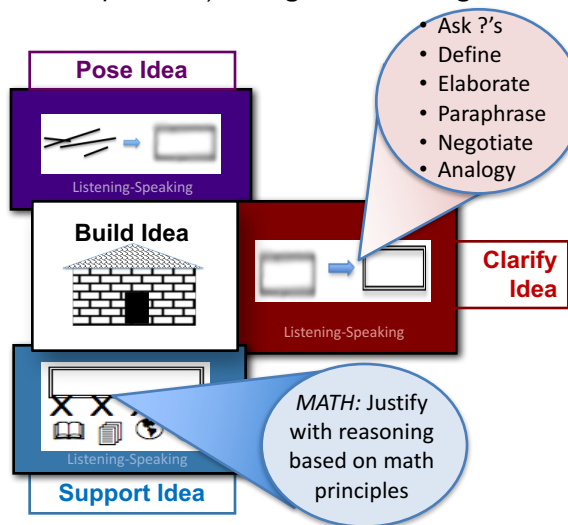 Pose Idea
Listening-Speaking
Build Idea
• Ask ?'s
• Define
• Elaborate
• Paraphrase
• Negotiate
• Analogy
Clarify
Idea
Listening-Speaking
X X
Listening-Speaking
Support Idea
MATH: Justify
with reasoning
based on math
principles